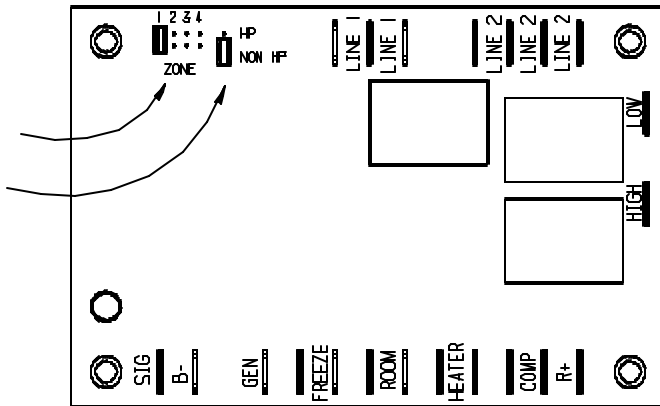 1 2 3 4
HP
NON HP
ZONE
LINE 1
LINE 1
LINE 2
LINE 2
LINE 2
LOW
HIGH
SIG
B-
GEN
FREEZE
ROOM
HEATER
COMP
R+